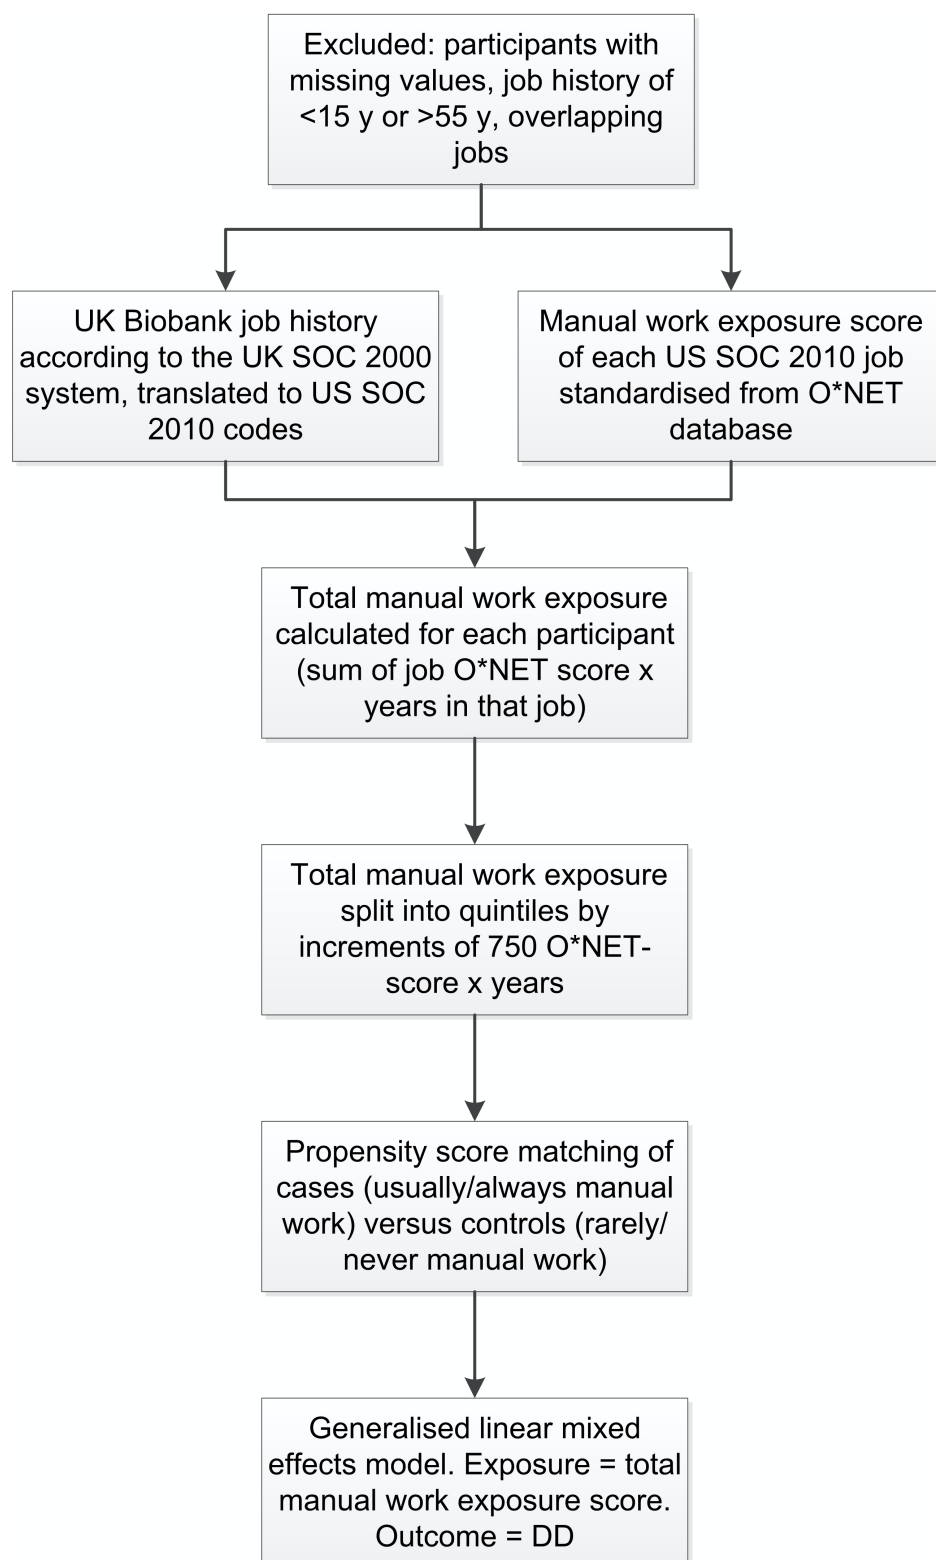 Excluded: participants with
missing values, job history of
<15 y or >55 y, overlapping
jobs
UK Biobank job history
according to the UK SOC 2000
system, translated to US SOC
2010 codes
Manual work exposure score
of each US SOC 2010 job
standardised from O*NET
database
Total manual work exposure
calculated for each participant
(sum of job O*NET score x
years in that job)
Total manual work exposure
split into quintiles by
increments of 750 O*NET-
score x years
Propensity score matching of
cases (usually/always manual
work) versus controls (rarely/
never manual work)
Generalised linear mixed
effects model. Exposure = total
manual work exposure score.
Outcome = DD